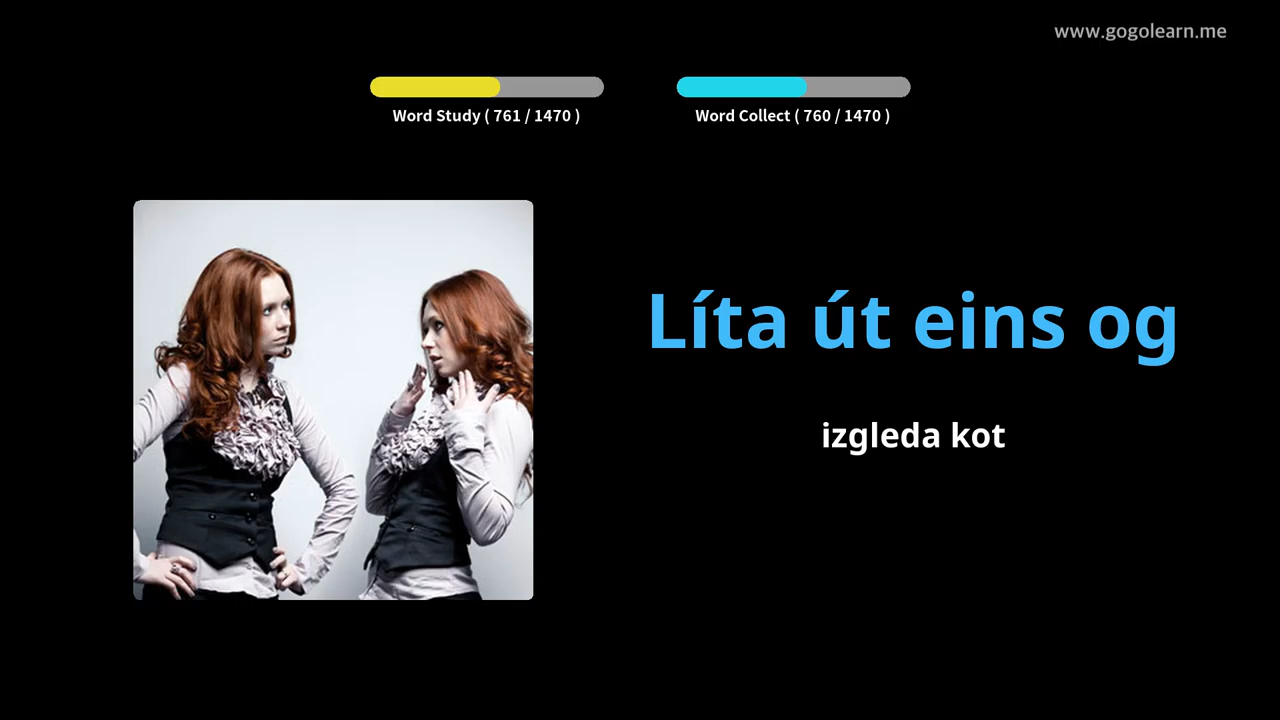 www.gogolearn.me
Word Study ( 761 / 1470 )
Word Collect ( 760 / 1470 )
Líta út eins og
izgleda kot